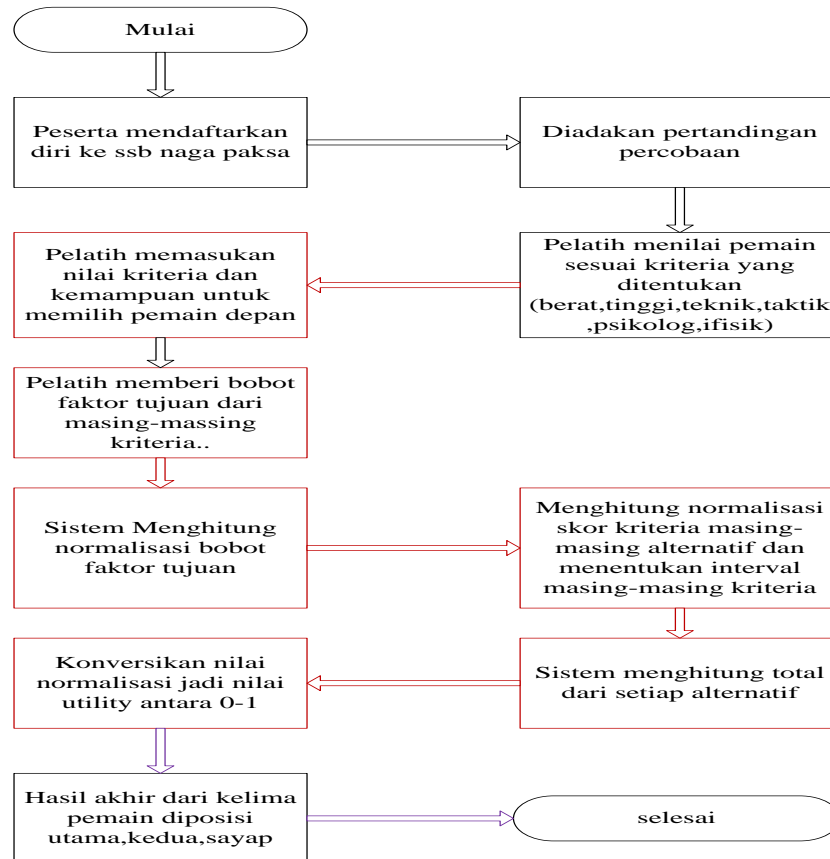 Mulai
Peserta mendaftarkan
diri ke ssb naga paksa
Diadakan pertandingan
percobaan
Pelatih menilai pemain
sesuai kriteria yang
ditentukan
(berat,tinggi,teknik,taktik
,psikolog,ifisik)
Pelatih memasukan
nilai kriteria dan
kemampuan untuk
memilih pemain depan
Pelatih memberi bobot
faktor tujuan dari
masing-massing
kriteria..
Sistem Menghitung
normalisasi bobot
faktor tujuan
Menghitung normalisasi
skor kriteria masing-
masing alternatif dan
menentukan interval
masing-masing kriteria
Sistem menghitung total
dari setiap alternatif
Konversikan nilai
normalisasi jadi nilai
utility antara 0-1
Hasil akhir dari kelima
pemain diposisi
utama,kedua,sayap
selesai